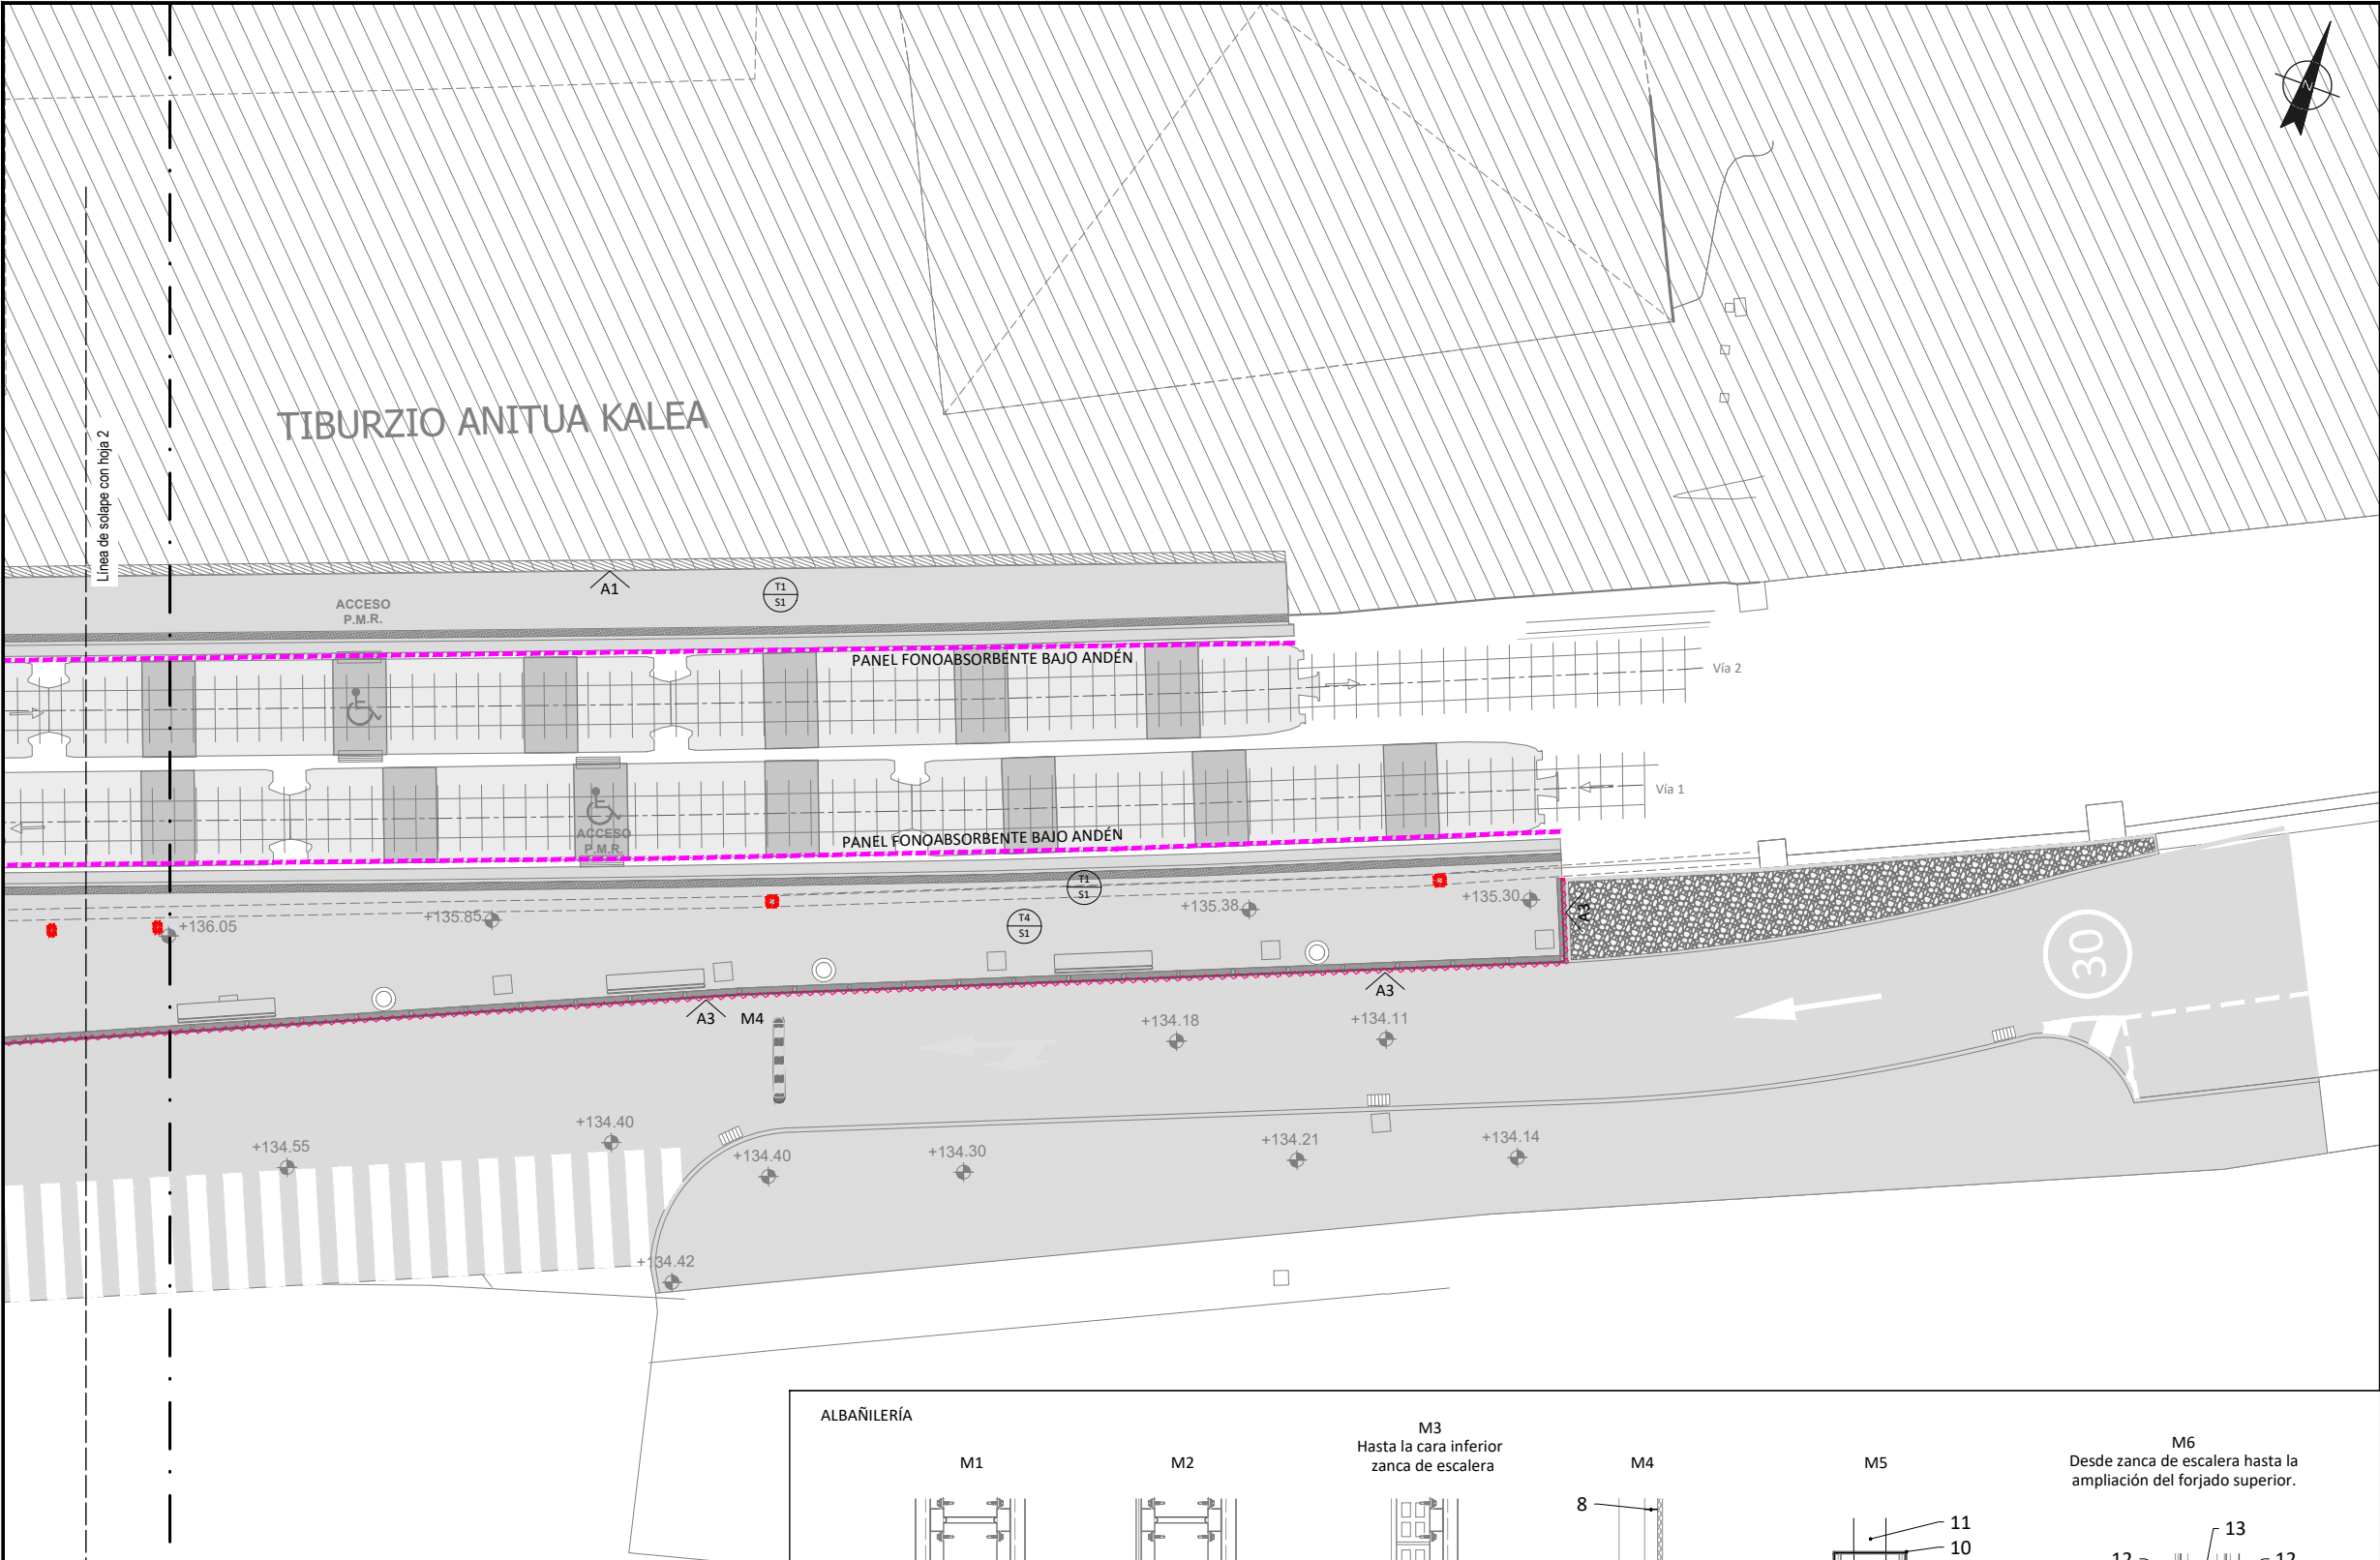 N
TIBURZIO ANITUA KALEA
Línea de solape con hoja 2
A1
T1
S1
ACCESO
P.M.R.
PANEL FONOABSORBENTE BAJO ANDÉN
Vía 2
Vía 1
ACCESO
P.M.R.
PANEL FONOABSORBENTE BAJO ANDÉN
T1
S1
T4
S1
+136.05
+135.85
+135.38
+135.30
A3
30
A3
M4
A3
+134.18
+134.11
+134.55
+134.40
+134.40
+134.30
+134.21
+134.14
+134.42
ALBAÑILERÍA
M1
M2
M3
Hasta la cara inferior
zanca de escalera
M4
M5
M6
Desde zanca de escalera hasta la
ampliación del forjado superior.
8
11
10
13
12
12